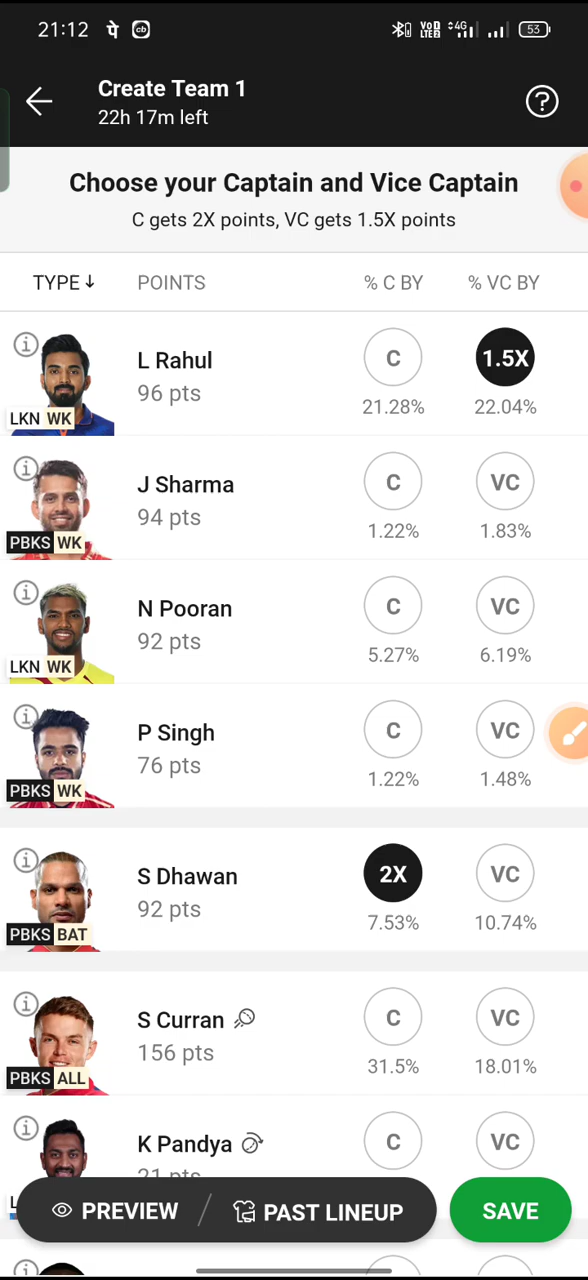 21:12
53
Create Team 1
22h 17m left
Choose your Captain and Vice Captain
C gets 2X points, VC gets 1.5X points
TYPE POINTS % C BY % VC BY
L Rahul
96 pts
C 1.5X
21.28% 22.04%
LKN WK
J Sharma
94 pts
C VC
1.22% 1.83%
PBKS WK
N Pooran
92 pts
C VC
5.27% 6.19%
LKN WK
P Singh
76 pts
C VC
1.22% 1.48%
PBKS WK
S Dhawan
92 pts
2X VC
7.53% 10.74%
PBKS BAT
S Curran
156 pts
C VC
31.5% 18.01%
PBKS ALL
K Pandya
21 pts
C VC
PREVIEW / PAST LINEUP SAVE